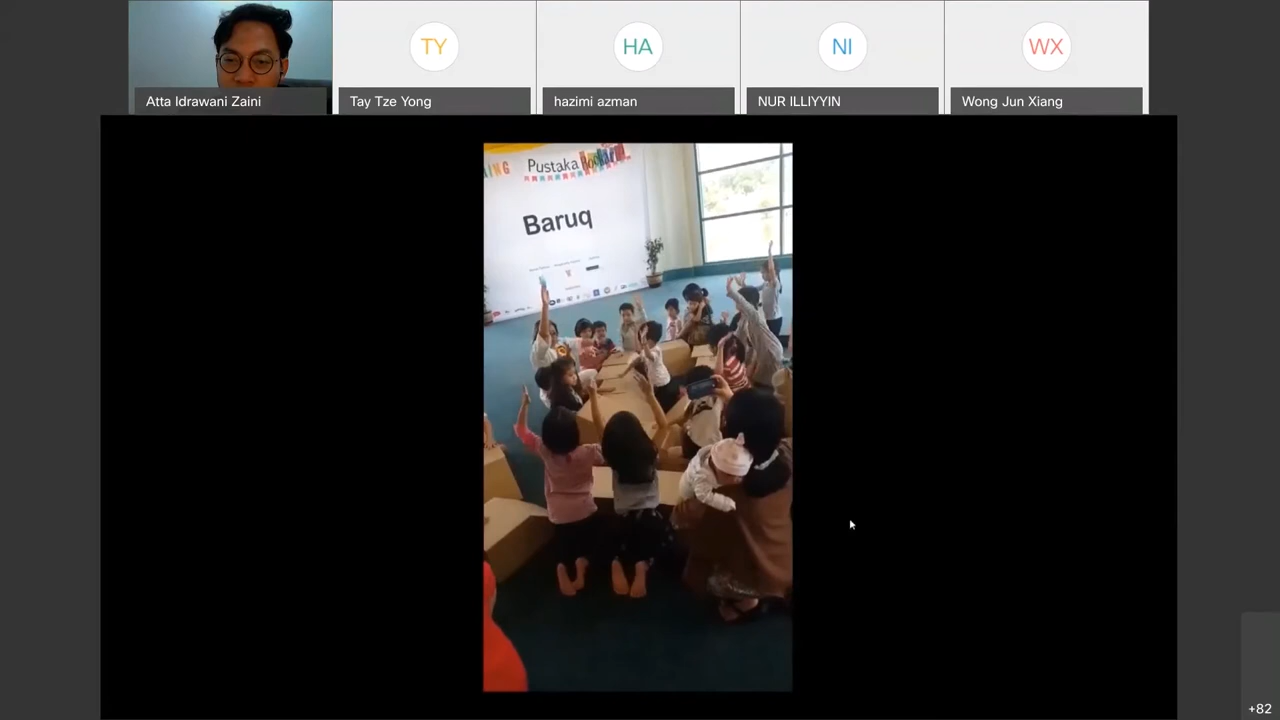 TY
HA
NI
WX
Atta Idrawani Zaini
Tay Tze Yong
hazimi azman
NUR ILLIYYIN
Wong Jun Xiang
Pustaka
Baruq
+82